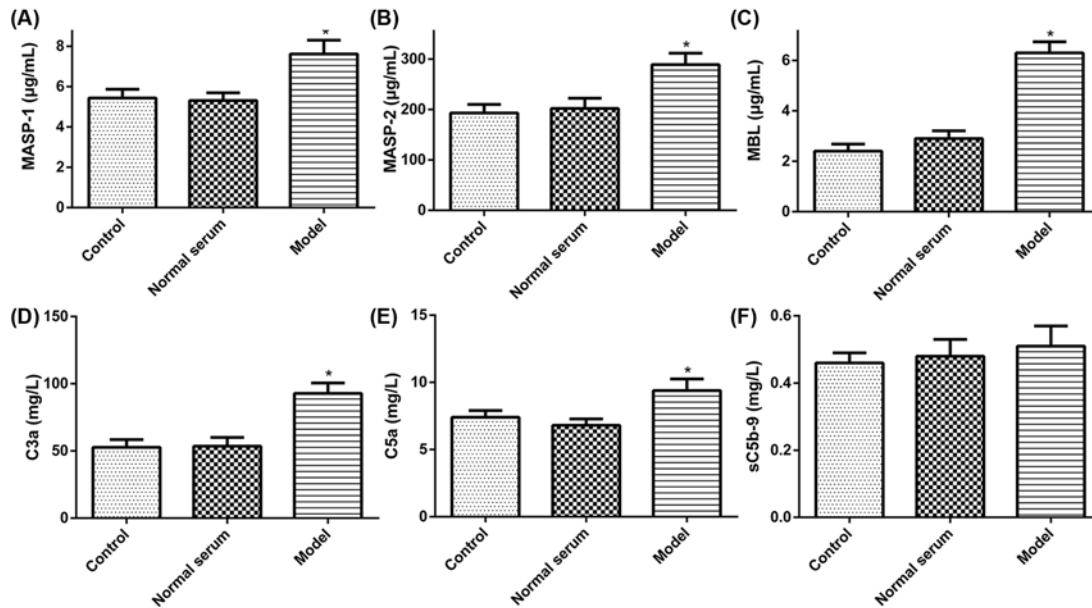 (A)
MASP-1 (µg/mL)
8
6
4
2
0
*
Control
Normal serum
Model
(B)
MASP-2 (µg/mL)
300
200
100
0
*
Control
Normal serum
Model
(C)
MBL (µg/mL)
6
4
2
0
*
Control
Normal serum
Model
(D)
C3a (mg/L)
150
100
50
0
*
Control
Normal serum
Model
(E)
C5a (mg/L)
15
10
5
0
*
Control
Normal serum
Model
(F)
sC5b-9 (mg/L)
0.6
0.4
0.2
0.0
Control
Normal serum
Model